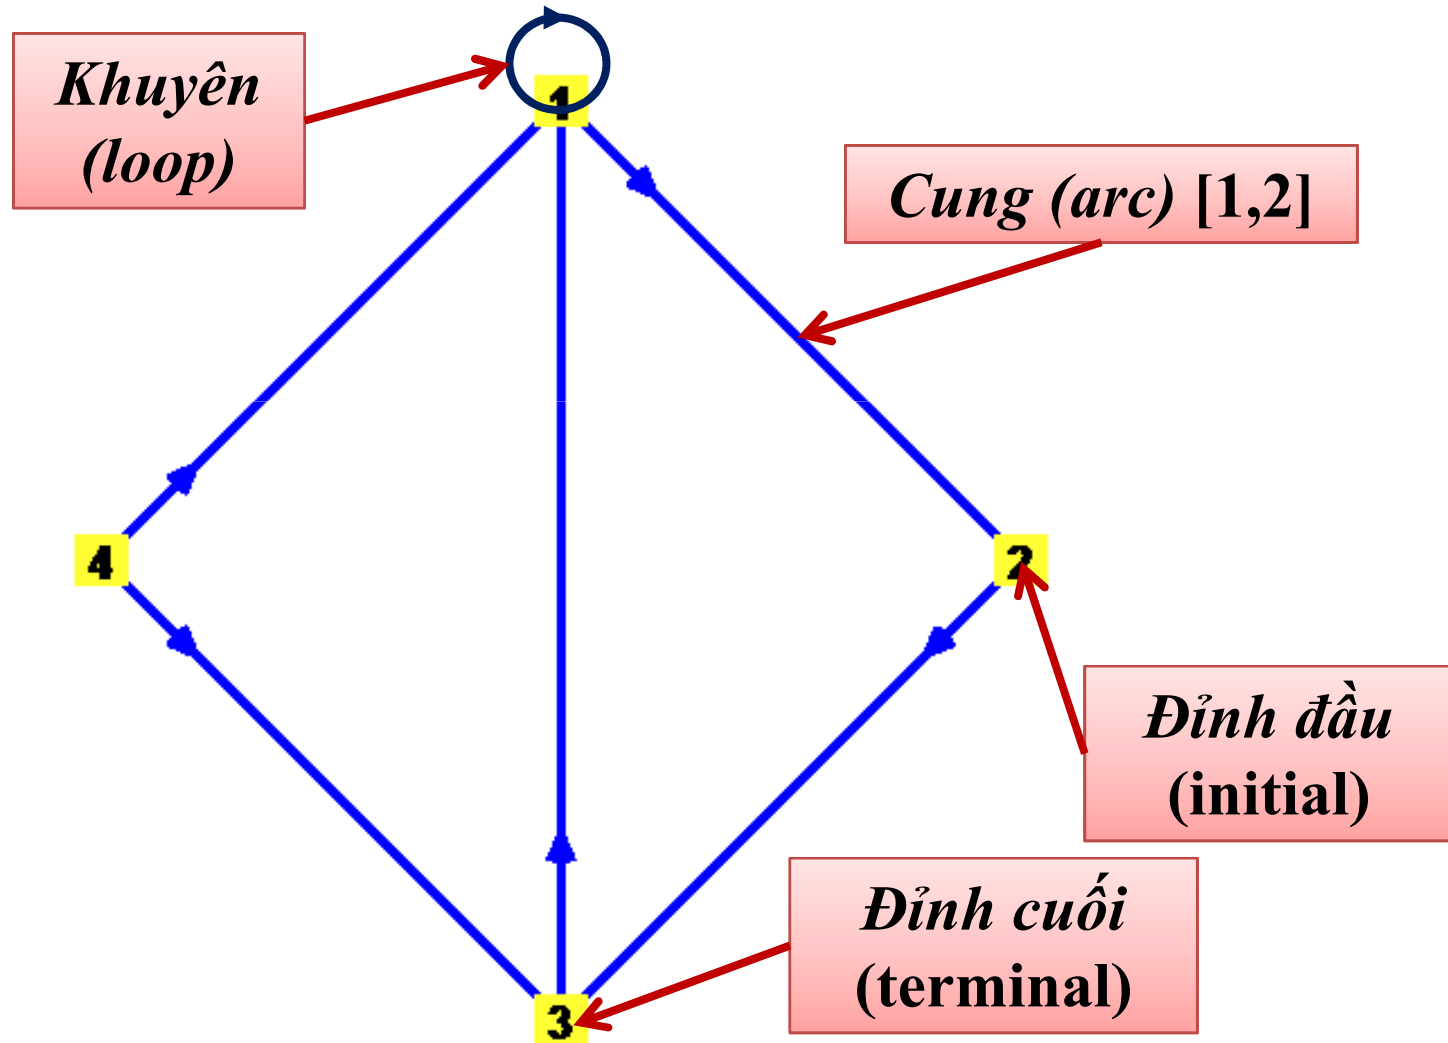 Khuyên
(loop)
1
Cung (arc) [1,2]
4
2
Đỉnh đầu
(initial)
Đỉnh cuối
(terminal)
3